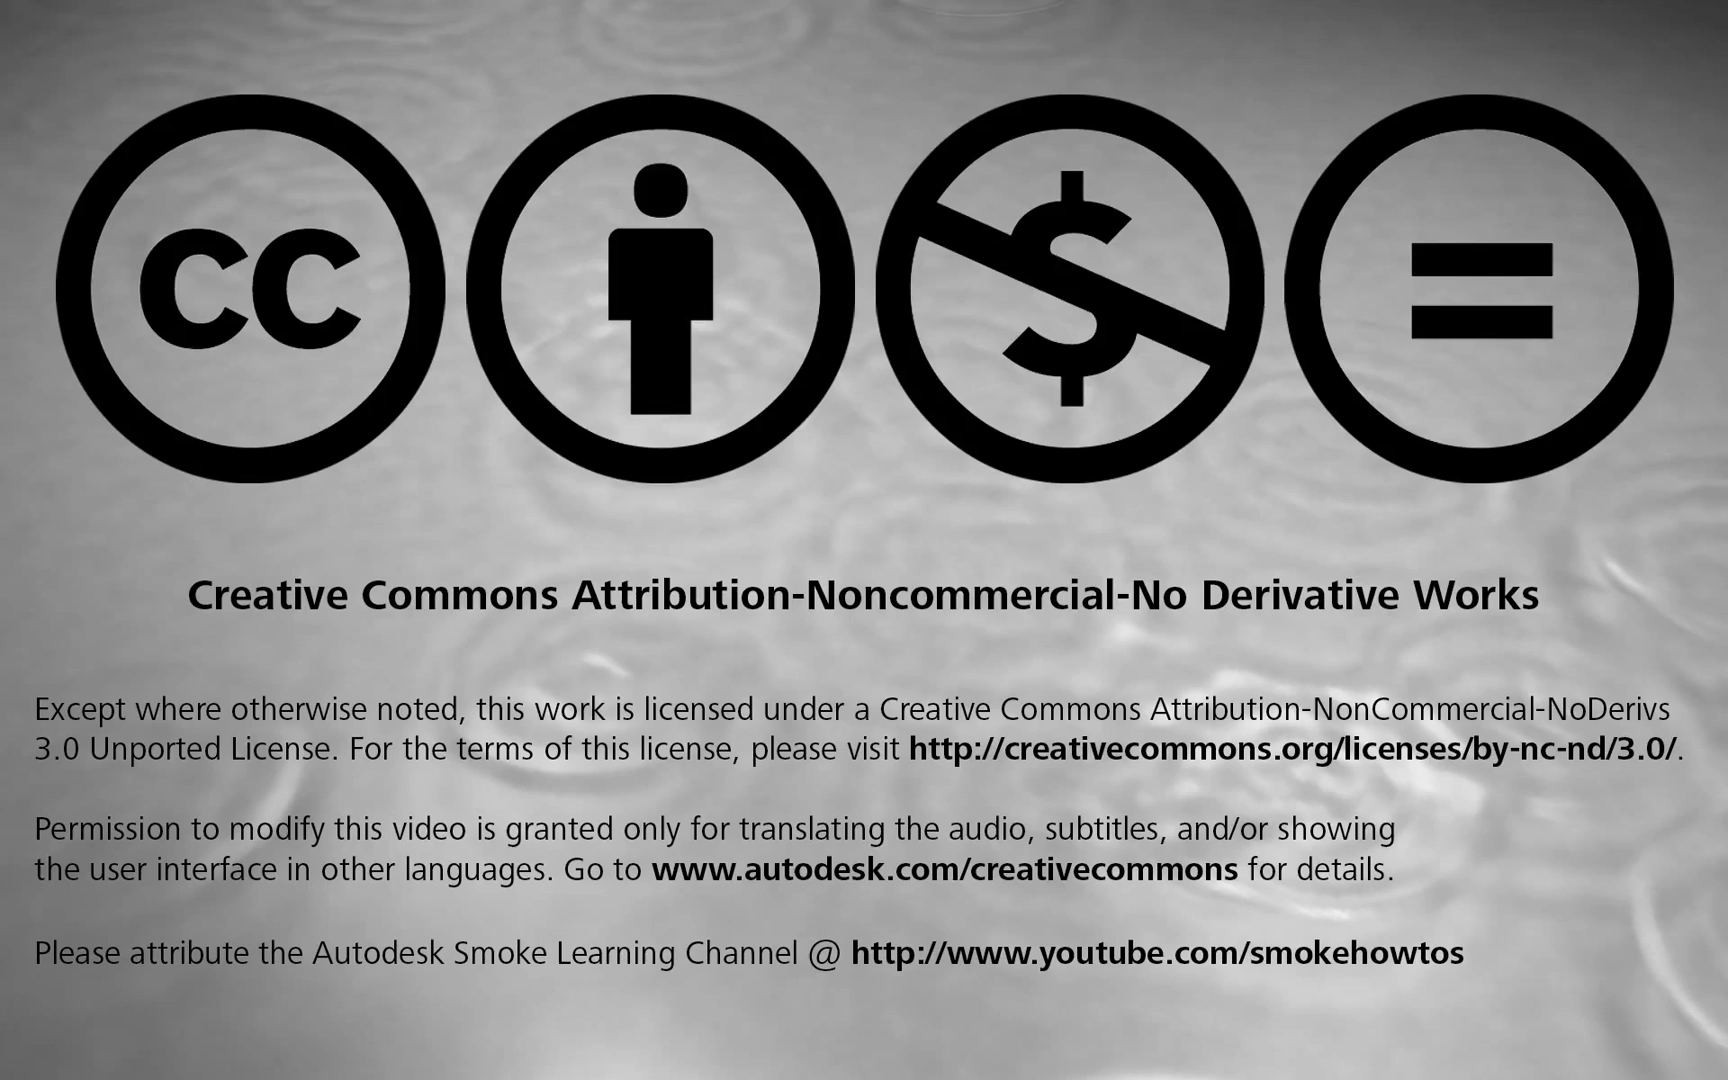 cc
$
=
Creative Commons Attribution-Noncommercial-No Derivative Works
Except where otherwise noted, this work is licensed under a Creative Commons Attribution-NonCommercial-NoDerivs
3.0 Unported License. For the terms of this license, please visit http://creativecommons.org/licenses/by-nc-nd/3.0/.
Permission to modify this video is granted only for translating the audio, subtitles, and/or showing
the user interface in other languages. Go to www.autodesk.com/creativecommons for details.
Please attribute the Autodesk Smoke Learning Channel @ http://www.youtube.com/smokehowtos